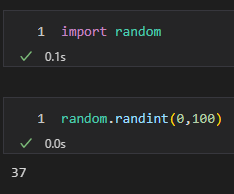 1 import random
0.1s
1 random.randint(0,100)
0.0s
37